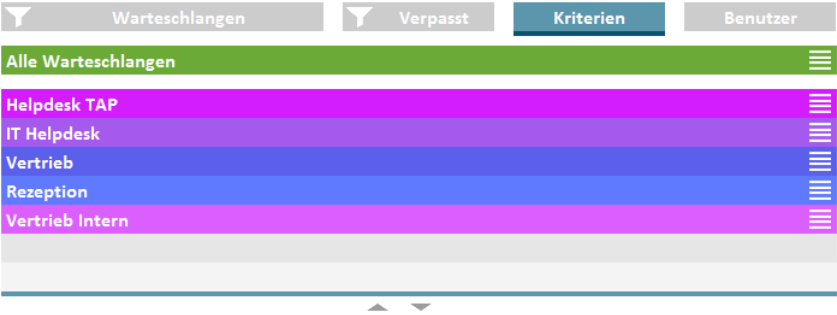 Warteschlangen Verpasst Kriterien Benutzer
Alle Warteschlangen
Helpdesk TAP
IT Helpdesk
Vertrieb
Rezeption
Vertrieb Intern